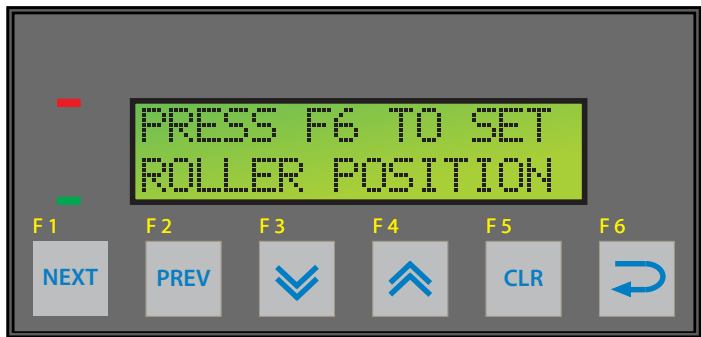 PRESS F6 TO SET
ROLLER POSITION
F1 F2 F3 F4 F5 F6
NEXT PREV CLR